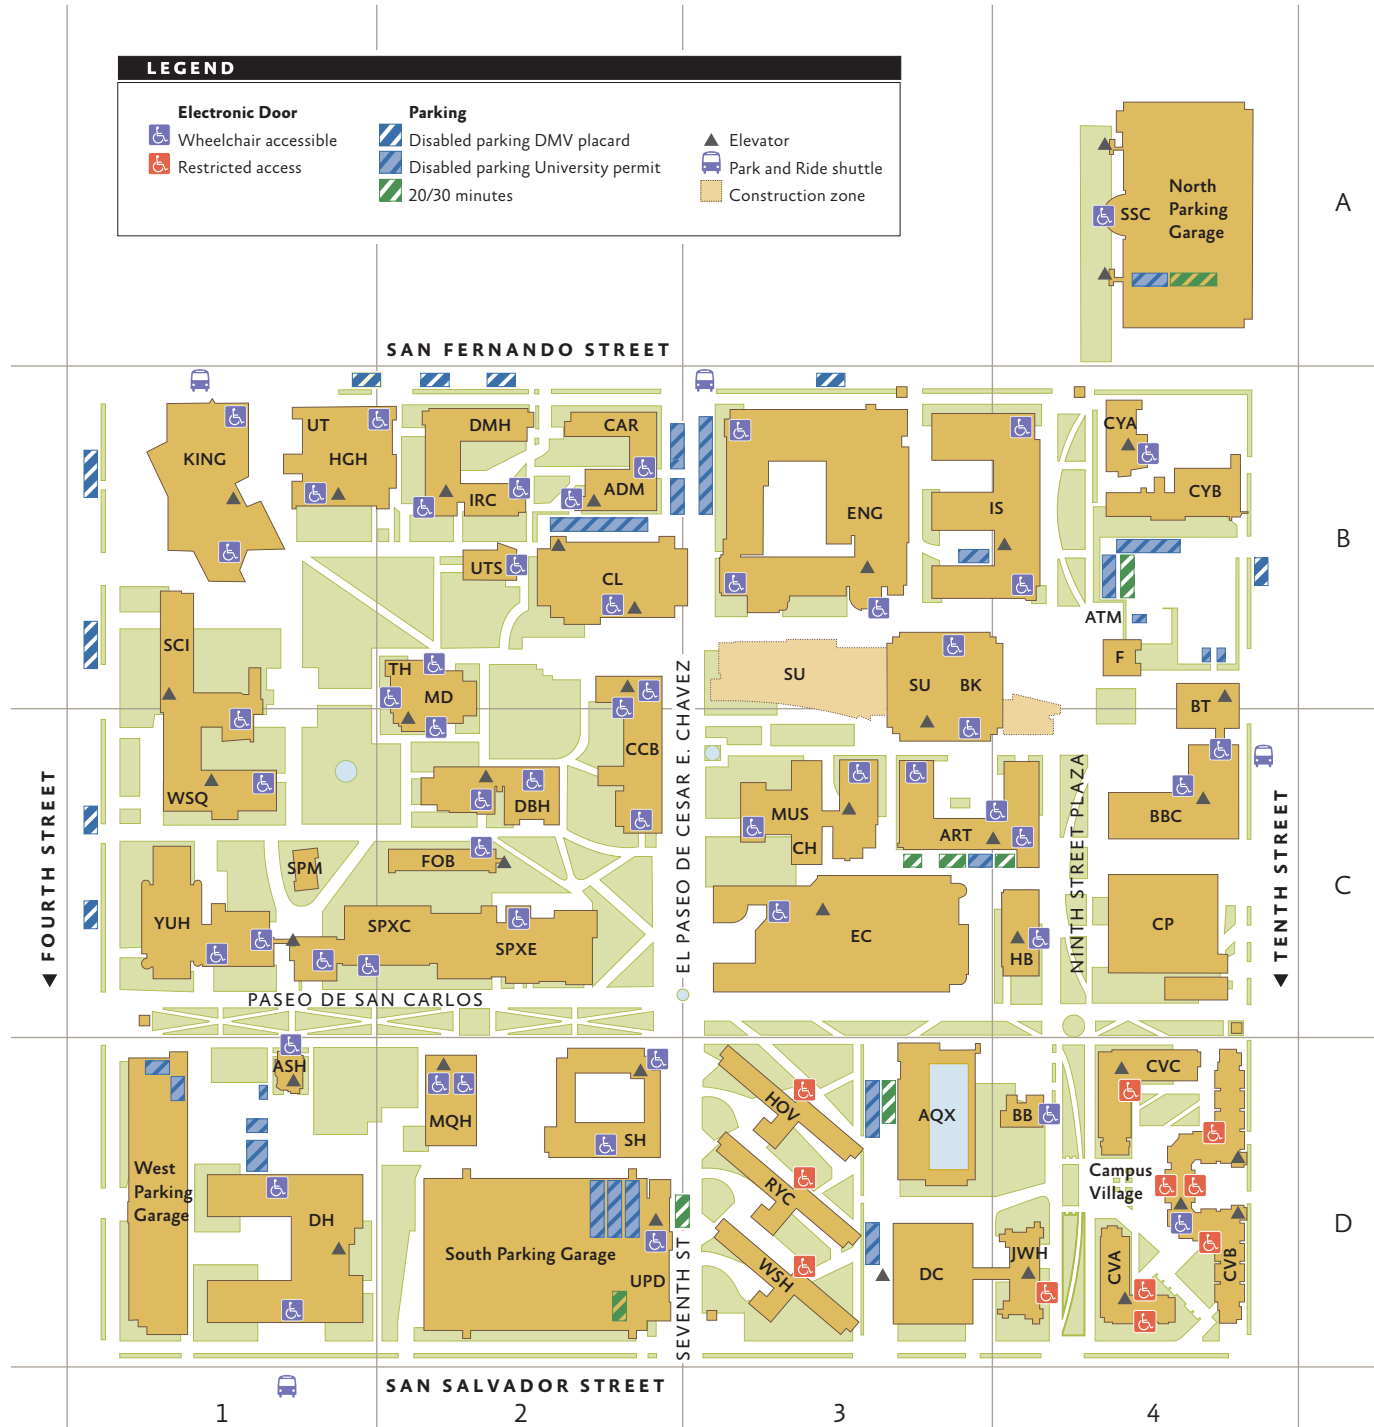 LEGEND
Electronic Door
Wheelchair accessible
Restricted access
Parking
Disabled parking DMV placard
Disabled parking University permit
20/30 minutes
Elevator
Park and Ride shuttle
Construction zone
SSC
North
Parking
Garage
A
SAN FERNANDO STREET
KING
UT
HGH
DMH
IRC
CAR
ADM
UTS
CL
ENG
IS
CYA
CYB
B
ATM
F
SCI
TH
MD
SU
SU
BK
BT
CCB
WSQ
DBH
MUS
CH
ART
BBC
EL PASEO DE CESAR E. CHAVEZ
NINTH STREET PLAZA
FOURTH STREET
TENTH STREET
SPM
FOB
C
YUH
SPXC
SPXE
EC
HB
CP
PASEO DE SAN CARLOS
ASH
MQH
SH
HOV
AQX
BB
CVC
West
Parking
Garage
DH
South Parking Garage
UPD
SEVENTH ST
RYC
WSH
DC
JWH
Campus
Village
CVA
CVB
D
SAN SALVADOR STREET
1
2
3
4